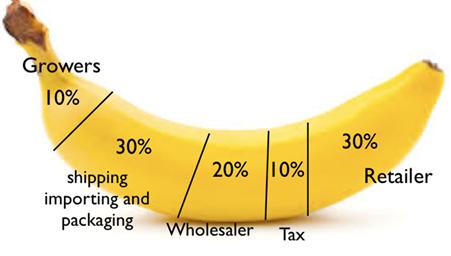 Growers
10%
30%
shipping
importing and
packaging
20%
Wholesaler
10%
Tax
30%
Retailer